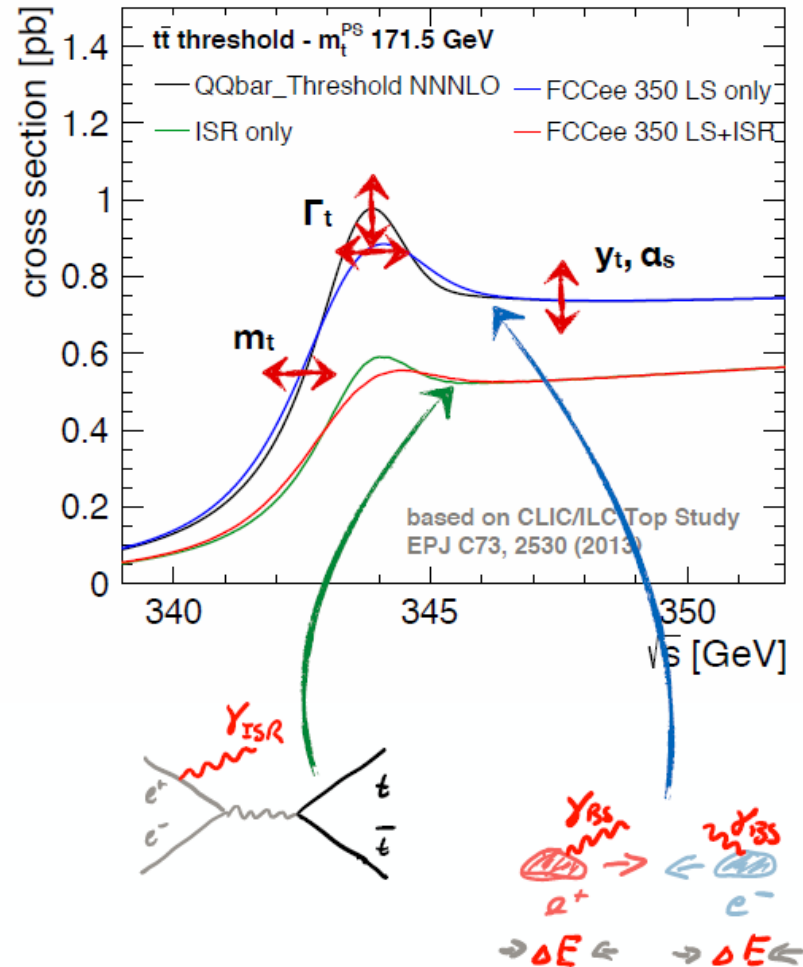 tt̄ threshold - mₜᴾˢ 171.5 GeV
QQbar_Threshold NNNLO
FCCee 350 LS only
ISR only
FCCee 350 LS+ISR
cross section [pb]
1.4
1.2
1
0.8
0.6
0.4
0.2
0
Γt
yt, αs
mt
based on CLIC/ILC Top Study
EPJ C73, 2530 (2013)
340
345
350
√s [GeV]
γISR
e+
e-
t
t̄
γBS
γBS
e+
e-
ΔE
ΔE